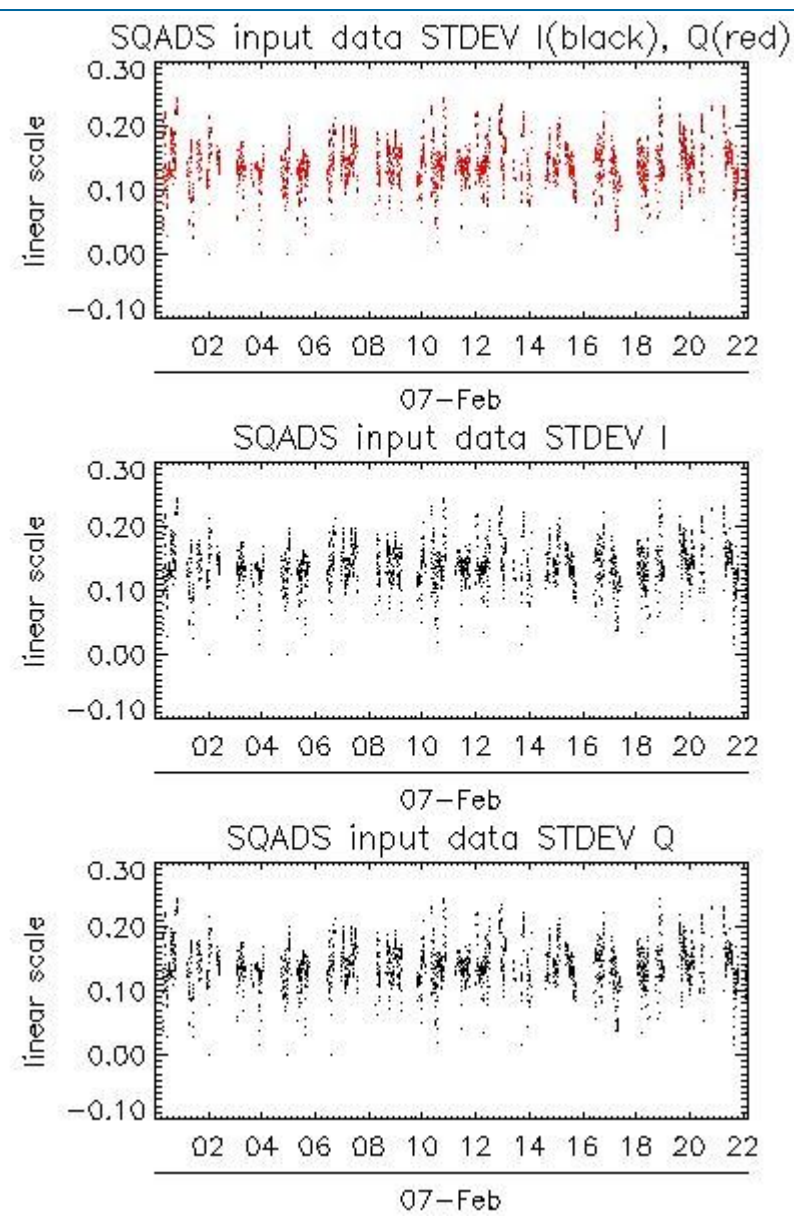 SQADS input data STDEV I(black), Q(red)
0.30
0.20
0.10
0.00
-0.10
linear scale
02 04 06 08 10 12 14 16 18 20 22
07-Feb
SQADS input data STDEV I
0.30
0.20
0.10
0.00
-0.10
linear scale
02 04 06 08 10 12 14 16 18 20 22
07-Feb
SQADS input data STDEV Q
0.30
0.20
0.10
0.00
-0.10
linear scale
02 04 06 08 10 12 14 16 18 20 22
07-Feb